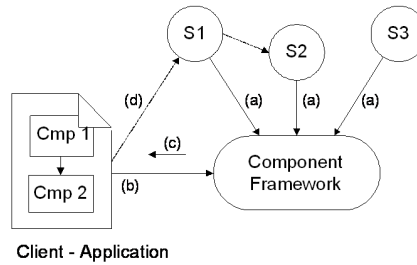 S1
S2
S3
(d)
(a)
(a)
(a)
Cmp 1
(c)
Cmp 2
(b)
Component
Framework
Client - Application